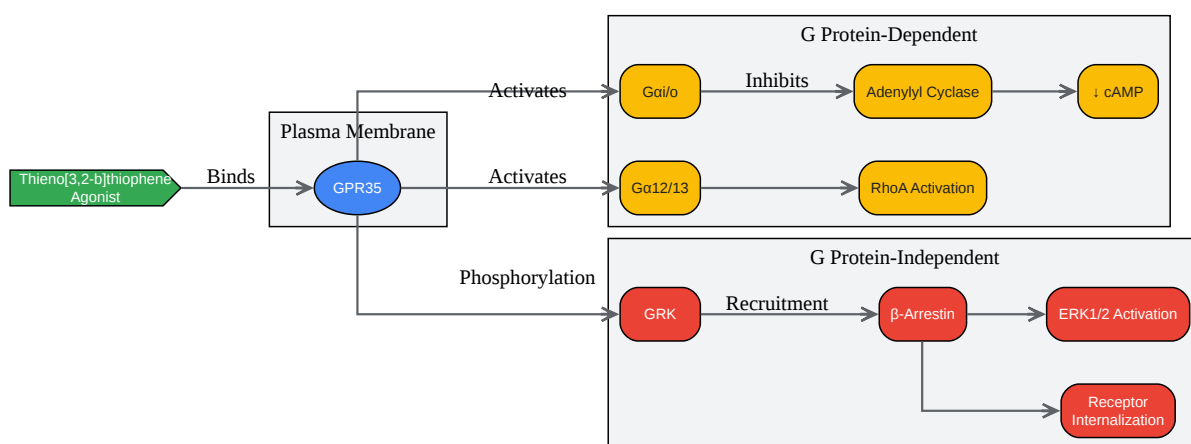 G Protein-Dependent
Activates
Gαi/o
Inhibits
Adenylyl Cyclase
↓ cAMP
Plasma Membrane
Thieno[3,2-b]thiophene
Agonist
Binds
GPR35
Activates
Gα12/13
RhoA Activation
G Protein-Independent
Phosphorylation
GRK
Recruitment
β-Arrestin
ERK1/2 Activation
Receptor
Internalization